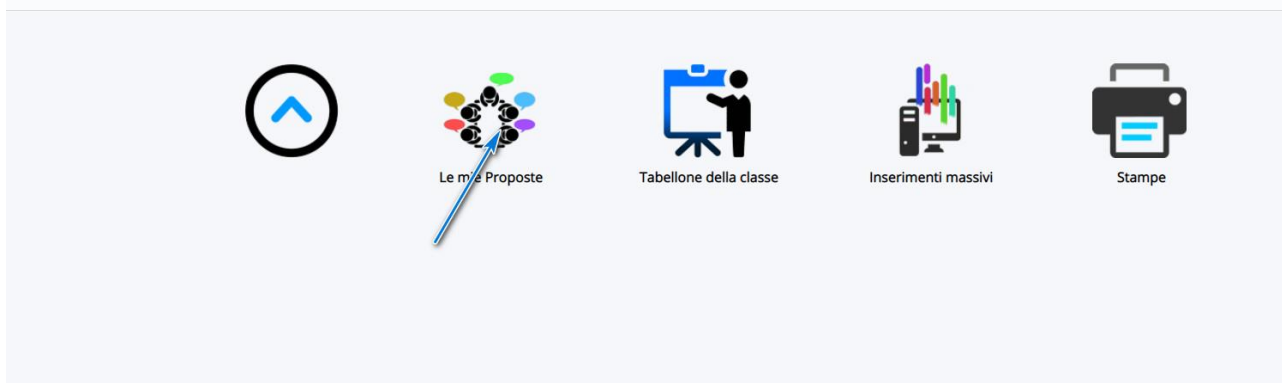 Le mie Proposte
Tabellone della classe
Inserimenti massivi
Stampe